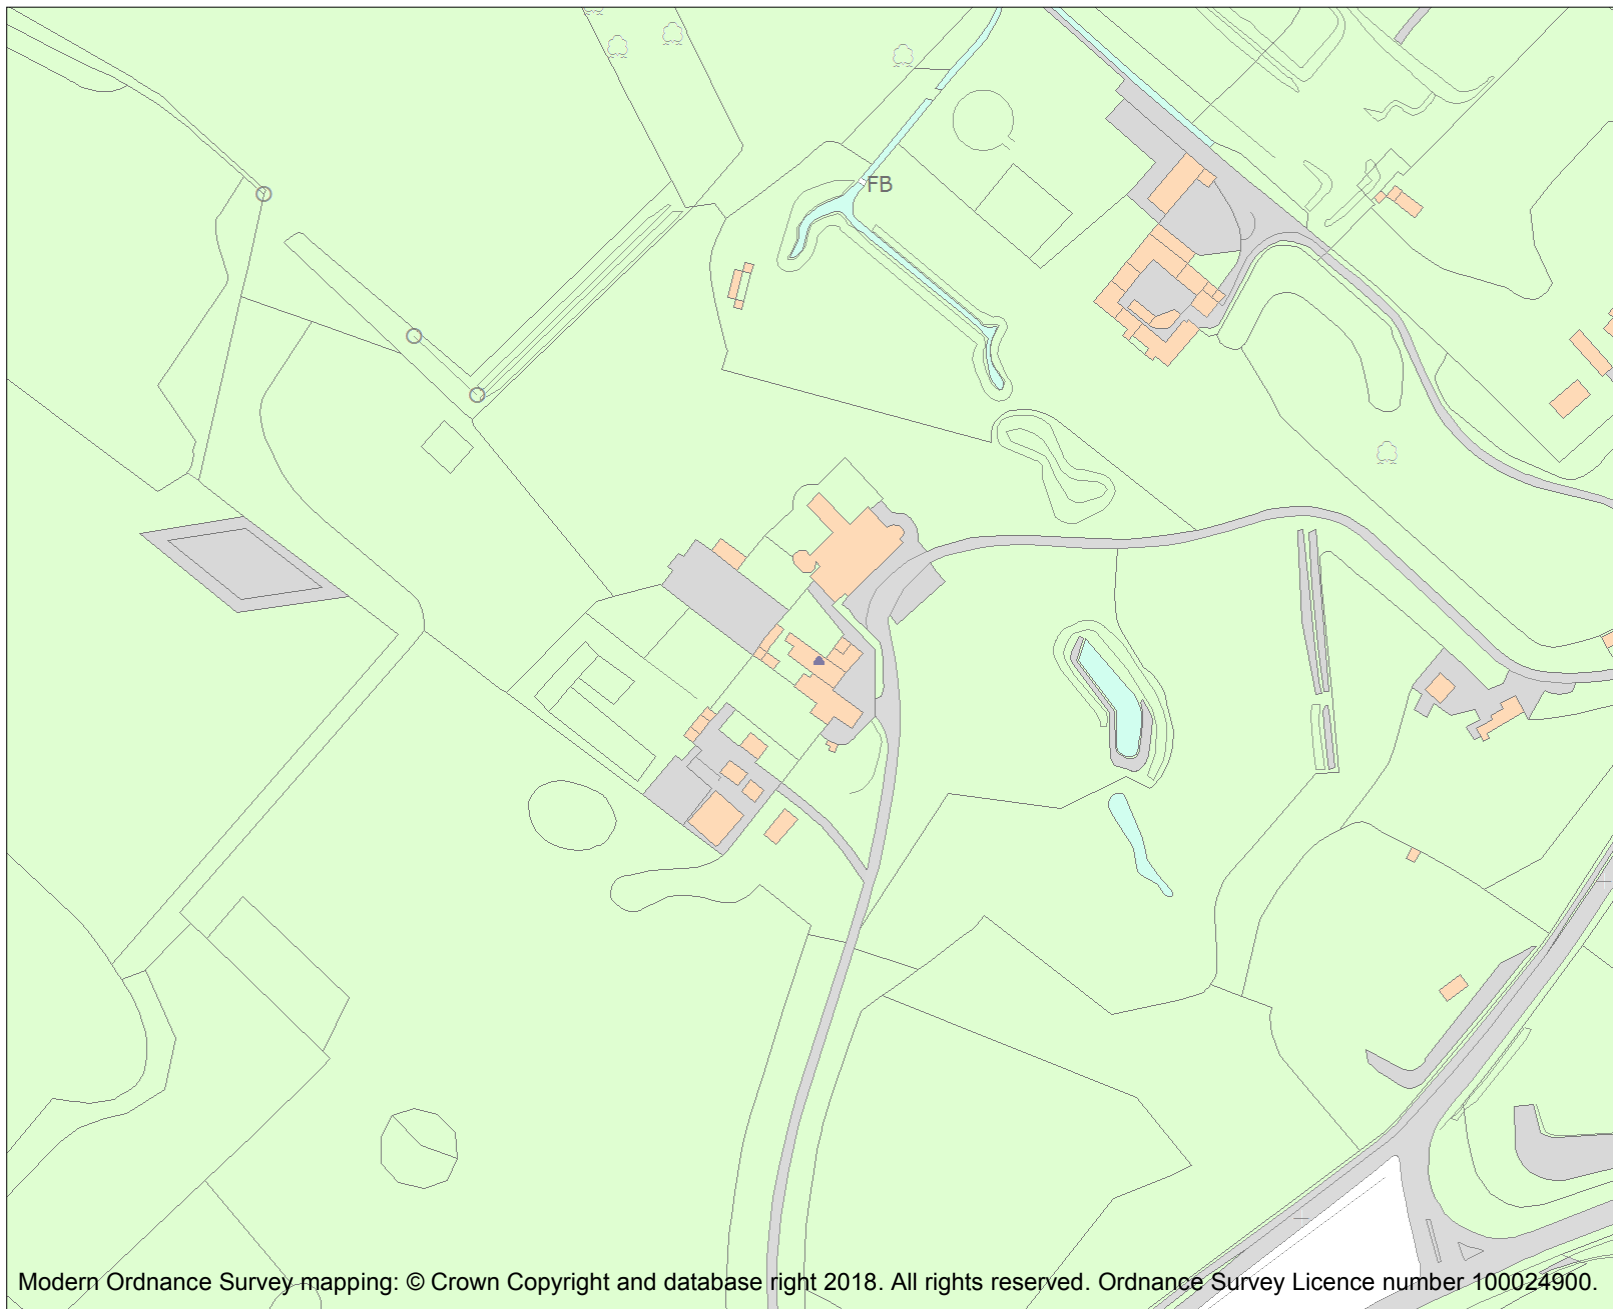 FB
Modern Ordnance Survey mapping: © Crown Copyright and database right 2018. All rights reserved. Ordnance Survey Licence number 100024900.